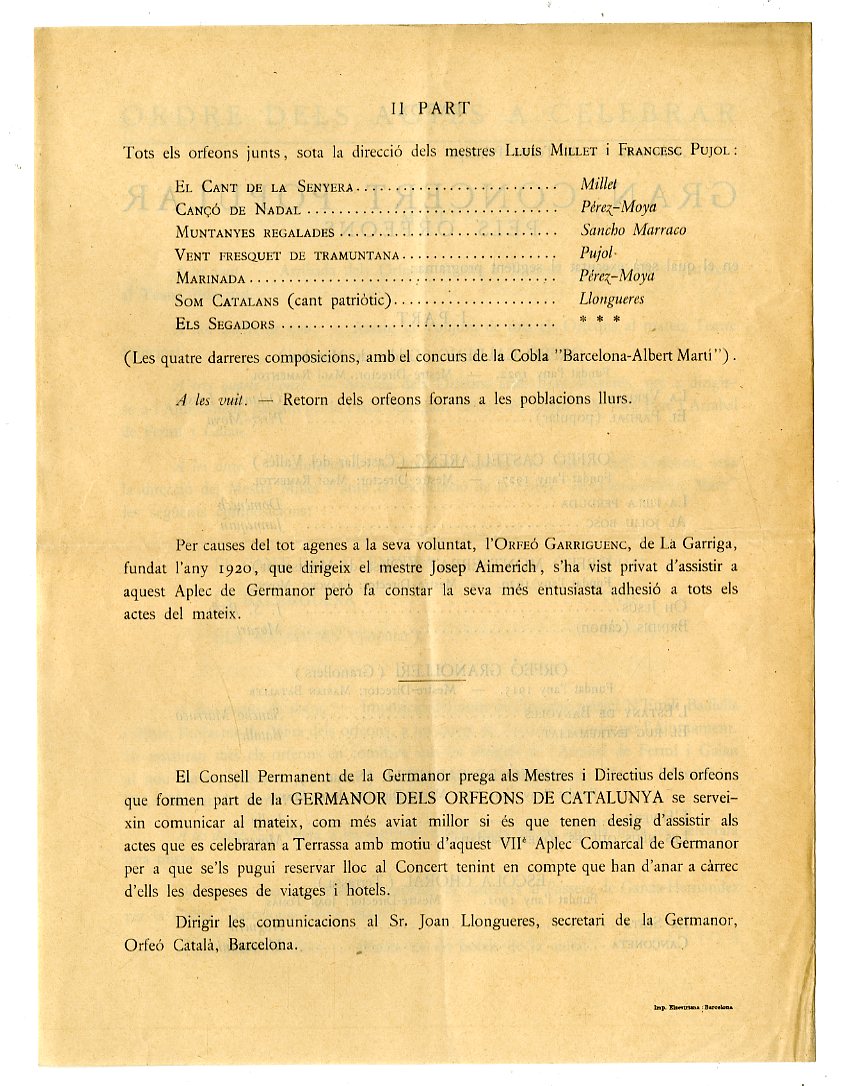 II PART
Tots els orfeons junts, sota la direcció dels mestres LLUÍS MILLET i FRANCESC PUJOL:
EL CANT DE LA SENYERA . . . . . . . . . . . . . . . . . . . . . . . . . Millet
CANÇÓ DE NADAL . . . . . . . . . . . . . . . . . . . . . . . . . . . . . . . Pérez-Moya
MUNTANYES REGALADES . . . . . . . . . . . . . . . . . . . . . . . . . . . Sancho Marraco
VENT FRESQUET DE TRAMUNTANA . . . . . . . . . . . . . . . . . . . Pujol
MARINADA . . . . . . . . . . . . . . . . . . . . . . . . . . . . . . . . . . . . . . Pérez-Moya
SOM CATALANS (cant patriòtic) . . . . . . . . . . . . . . . . . . . . Llongueres
ELS SEGADORS . . . . . . . . . . . . . . . . . . . . . . . . . . . . . . . . . . * * *
(Les quatre darreres composicions, amb el concurs de la Cobla "Barcelona-Albert Martí").
A les vuit. — Retorn dels orfeons forans a les poblacions llurs.
Per causes del tot agenes a la seva voluntat, l'ORFEÓ GARRIGUENC, de La Garriga,
fundat l'any 1920, que dirigeix el mestre Josep Aimerich, s'ha vist privat d'assistir a
aquest Aplec de Germanor però fa constar la seva més entusiasta adhesió a tots els
actes del mateix.
El Consell Permanent de la Germanor prega als Mestres i Directius dels orfeons
que formen part de la GERMANOR DELS ORFEONS DE CATALUNYA se servei-
xin comunicar al mateix, com més aviat millor si és que tenen desig d'assistir als
actes que es celebraran a Terrassa amb motiu d'aquest VIIè Aplec Comarcal de Germanor
per a que se'ls pugui reservar lloc al Concert tenint en compte que han d'anar a càrrec
d'ells les despeses de viatges i hotels.
Dirigir les comunicacions al Sr. Joan Llongueres, secretari de la Germanor,
Orfeó Català, Barcelona.
Imp. Elzeviriana : Barcelona